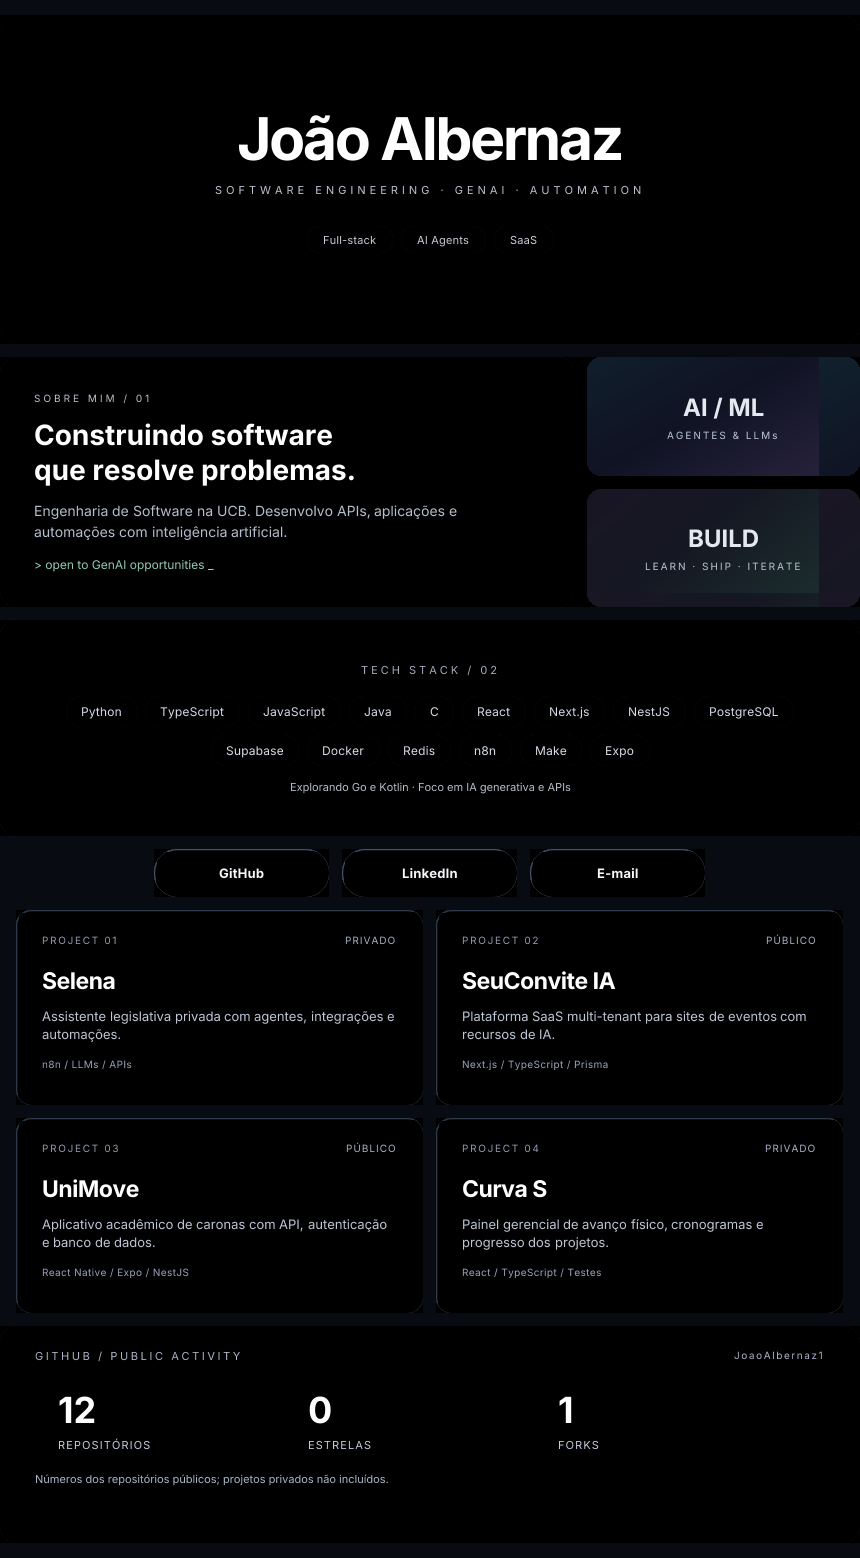 João Albernaz
SOFTWARE ENGINEERING · GENAI · AUTOMATION
Full-stack
AI Agents
SaaS
SOBRE MIM / 01
Construindo software
que resolve problemas.
Engenharia de Software na UCB. Desenvolvo APIs, aplicações e
automações com inteligência artificial.
> open to GenAI opportunities _
AI / ML
AGENTES & LLMs
BUILD
LEARN · SHIP · ITERATE
TECH STACK / 02
Python TypeScript JavaScript Java C React Next.js NestJS PostgreSQL
Supabase Docker Redis n8n Make Expo
Explorando Go e Kotlin · Foco em IA generativa e APIs
GitHub
LinkedIn
E-mail
PROJECT 01 PRIVADO
Selena
Assistente legislativa privada com agentes, integrações e
automações.
n8n / LLMs / APIs
PROJECT 02 PÚBLICO
SeuConvite IA
Plataforma SaaS multi-tenant para sites de eventos com
recursos de IA.
Next.js / TypeScript / Prisma
PROJECT 03 PÚBLICO
UniMove
Aplicativo acadêmico de caronas com API, autenticação
e banco de dados.
React Native / Expo / NestJS
PROJECT 04 PRIVADO
Curva S
Painel gerencial de avanço físico, cronogramas e
progresso dos projetos.
React / TypeScript / Testes
GITHUB / PUBLIC ACTIVITY JoaoAlbernaz1
12
REPOSITÓRIOS
0
ESTRELAS
1
FORKS
Números dos repositórios públicos; projetos privados não incluídos.